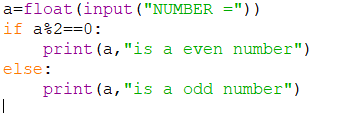 a=float(input("NUMBER ="))
if a%2==0:
    print(a,"is a even number")
else:
    print(a,"is a odd number")